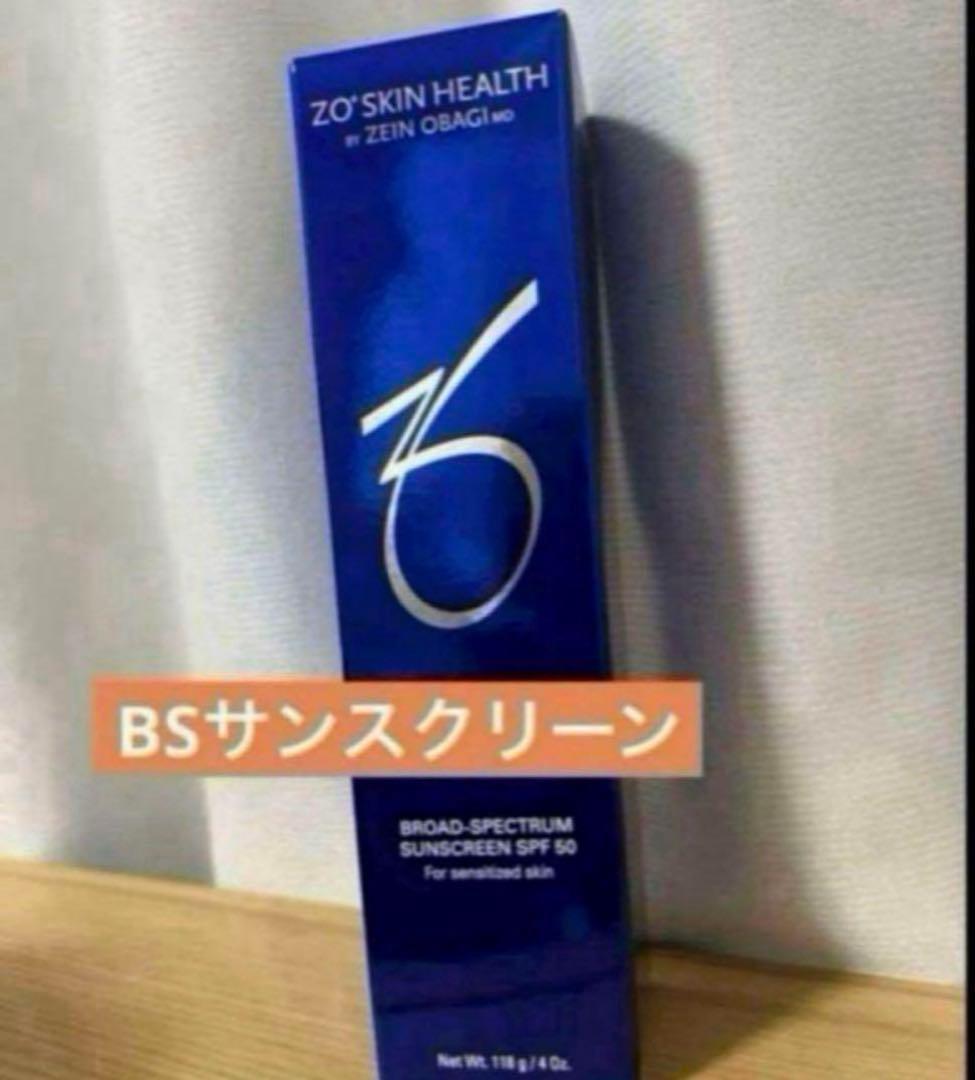 ZO® SKIN HEALTH
BY ZEIN OBAGI MD
BSサンスクリーン
BROAD-SPECTRUM
SUNSCREEN SPF 50
For sensitized skin
Net Wt. 118 g / 4 Oz.